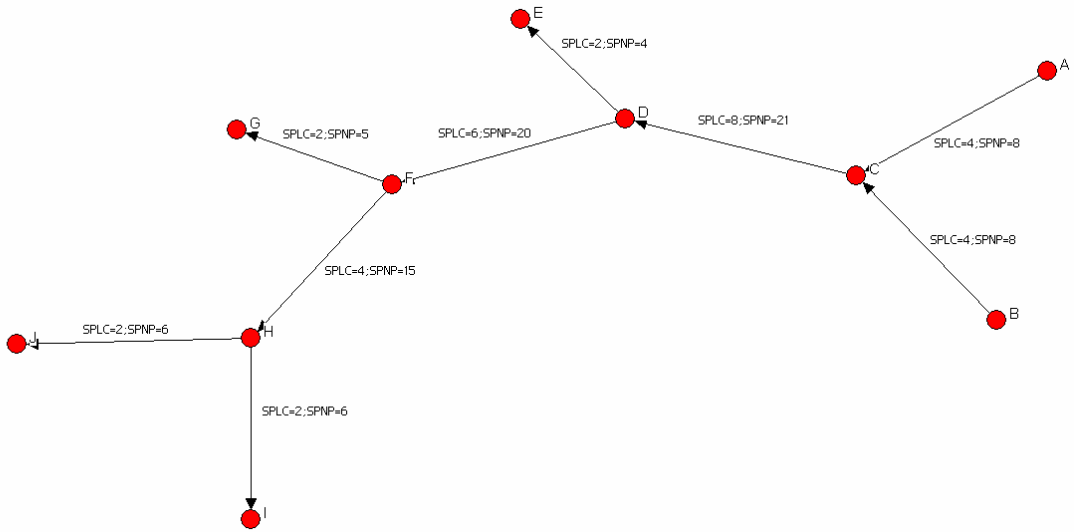 E
SPLC=2;SPNP=4
A
D
G
SPLC=8;SPNP=21
SPLC=2;SPNP=5
SPLC=6;SPNP=20
SPLC=4;SPNP=8
C
F
SPLC=4;SPNP=8
SPLC=4;SPNP=15
B
SPLC=2;SPNP=6
H
J
SPLC=2;SPNP=6
I